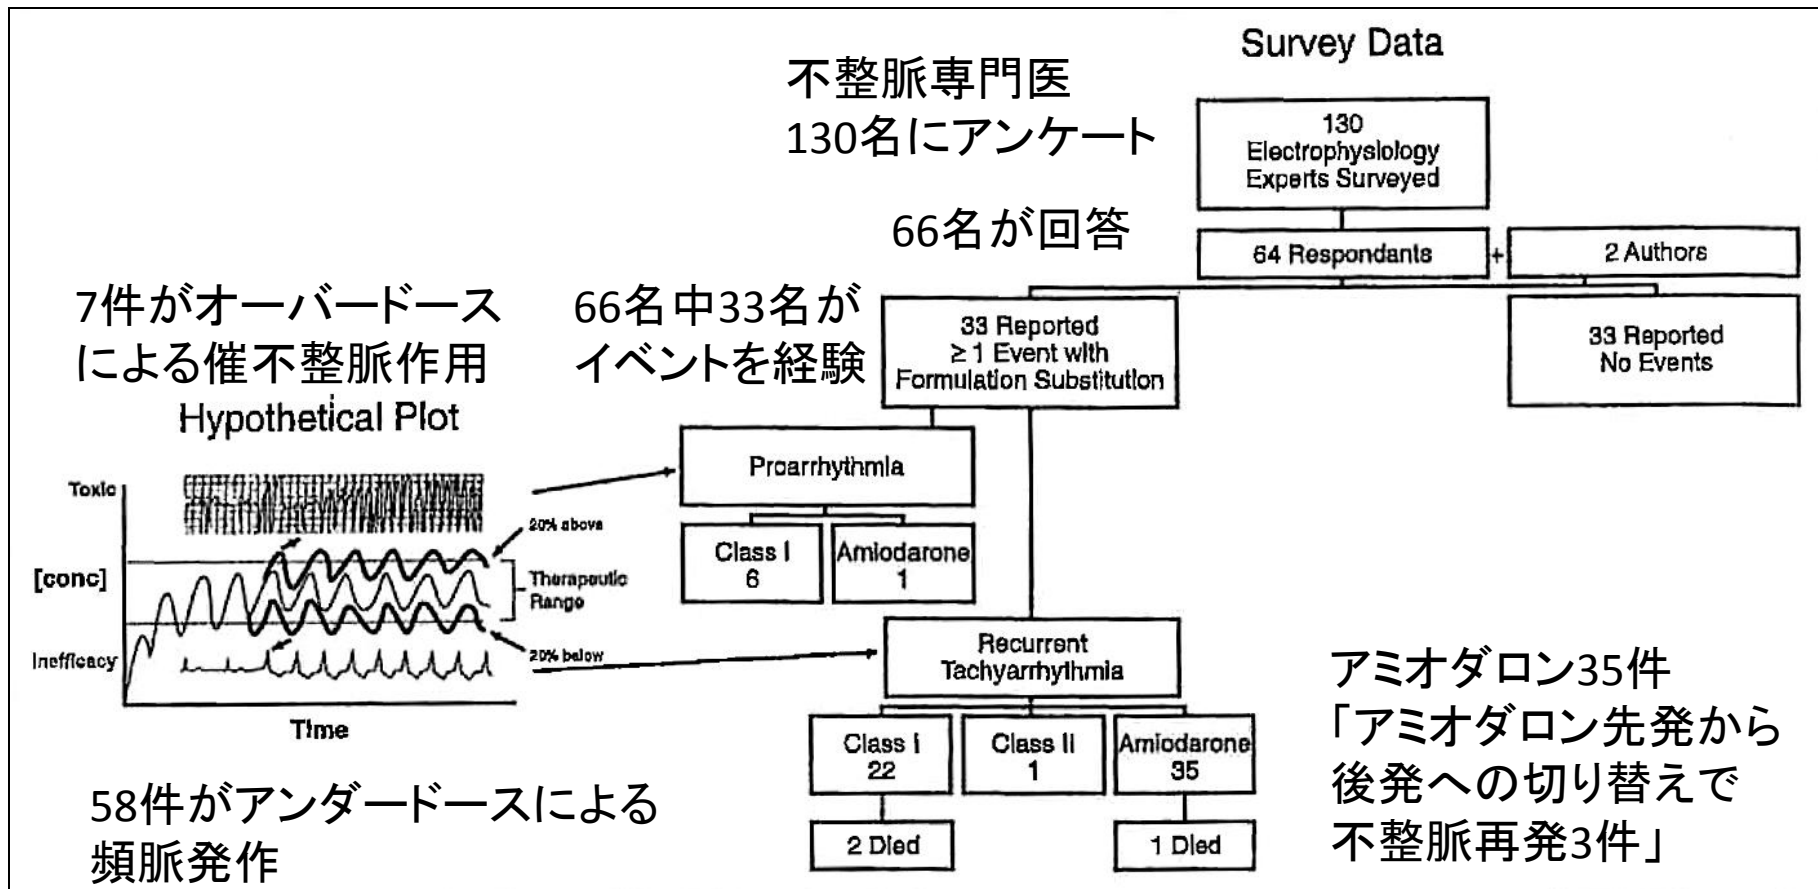 Survey Data
不整脈専門医
130名にアンケート
130
Electrophysiology
Experts Surveyed
66名が回答
64 Respondants
+
2 Authors
7件がオーバードース
による催不整脈作用
66名中33名が
イベントを経験
33 Reported
≥ 1 Event with
Formulation Substitution
33 Reported
No Events
Hypothetical Plot
Toxic
[conc]
Inefficacy
Time
20% above
Therapeutic
Range
20% below
Proarrhythmia
Class I
6
Amiodarone
1
Recurrent
Tachyarrhythmia
Class I
22
Class II
1
Amiodarone
35
2 Died
1 Died
58件がアンダードースによる
頻脈発作
アミオダロン35件
「アミオダロン先発から
後発への切り替えで
不整脈再発3件」